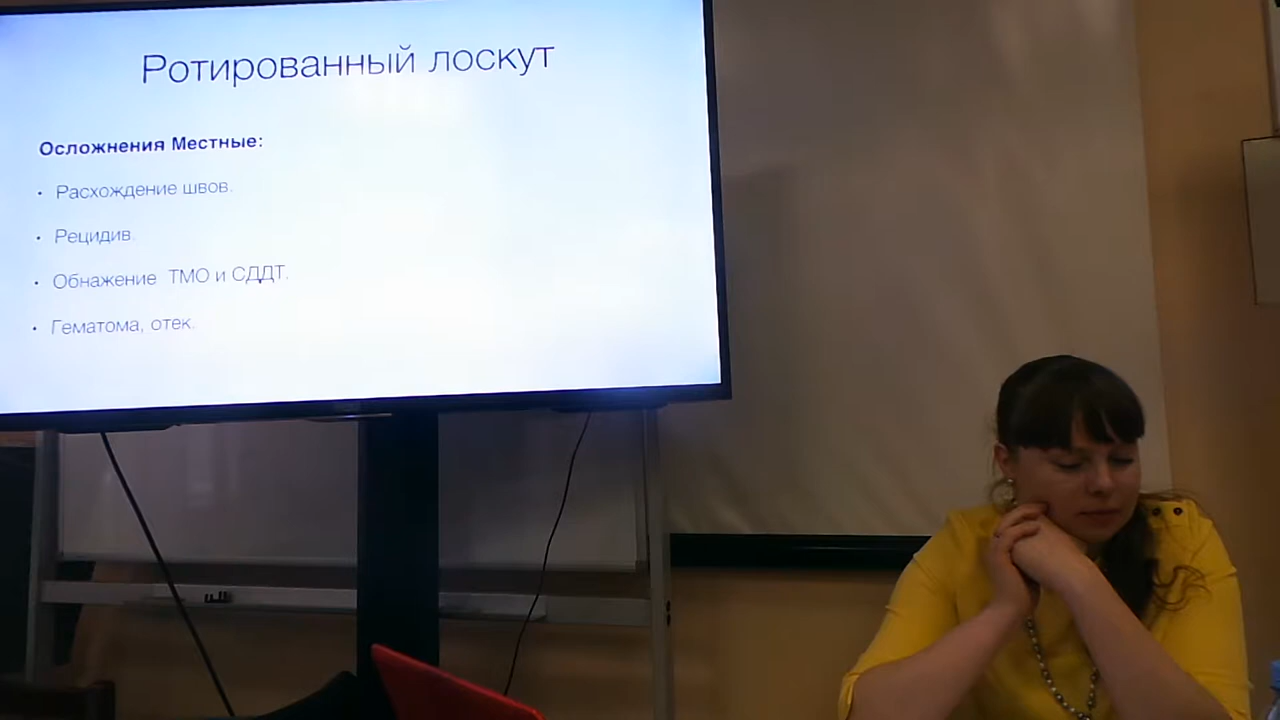 Ротированный лоскут
Осложнения Местные:
• Расхождение швов.
• Рецидив.
• Обнажение ТМО и СДДТ.
• Гематома, отек.